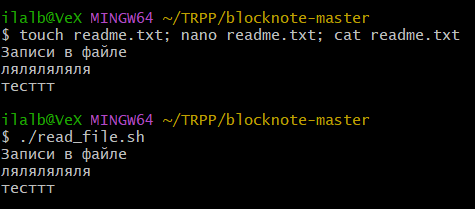 ilalb@VeX MINGW64 ~/TRPP/blocknote-master
$ touch readme.txt; nano readme.txt; cat readme.txt
Записи в файле
ляляляляля
тесттт
ilalb@VeX MINGW64 ~/TRPP/blocknote-master
$ ./read_file.sh
Записи в файле
ляляляляля
тесттт